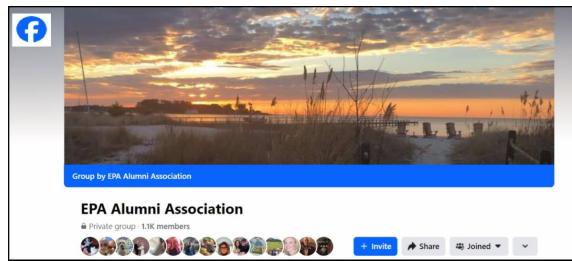 Group by EPA Alumni Association
EPA Alumni Association
Private group · 1.1K members
+ Invite
Share
Joined